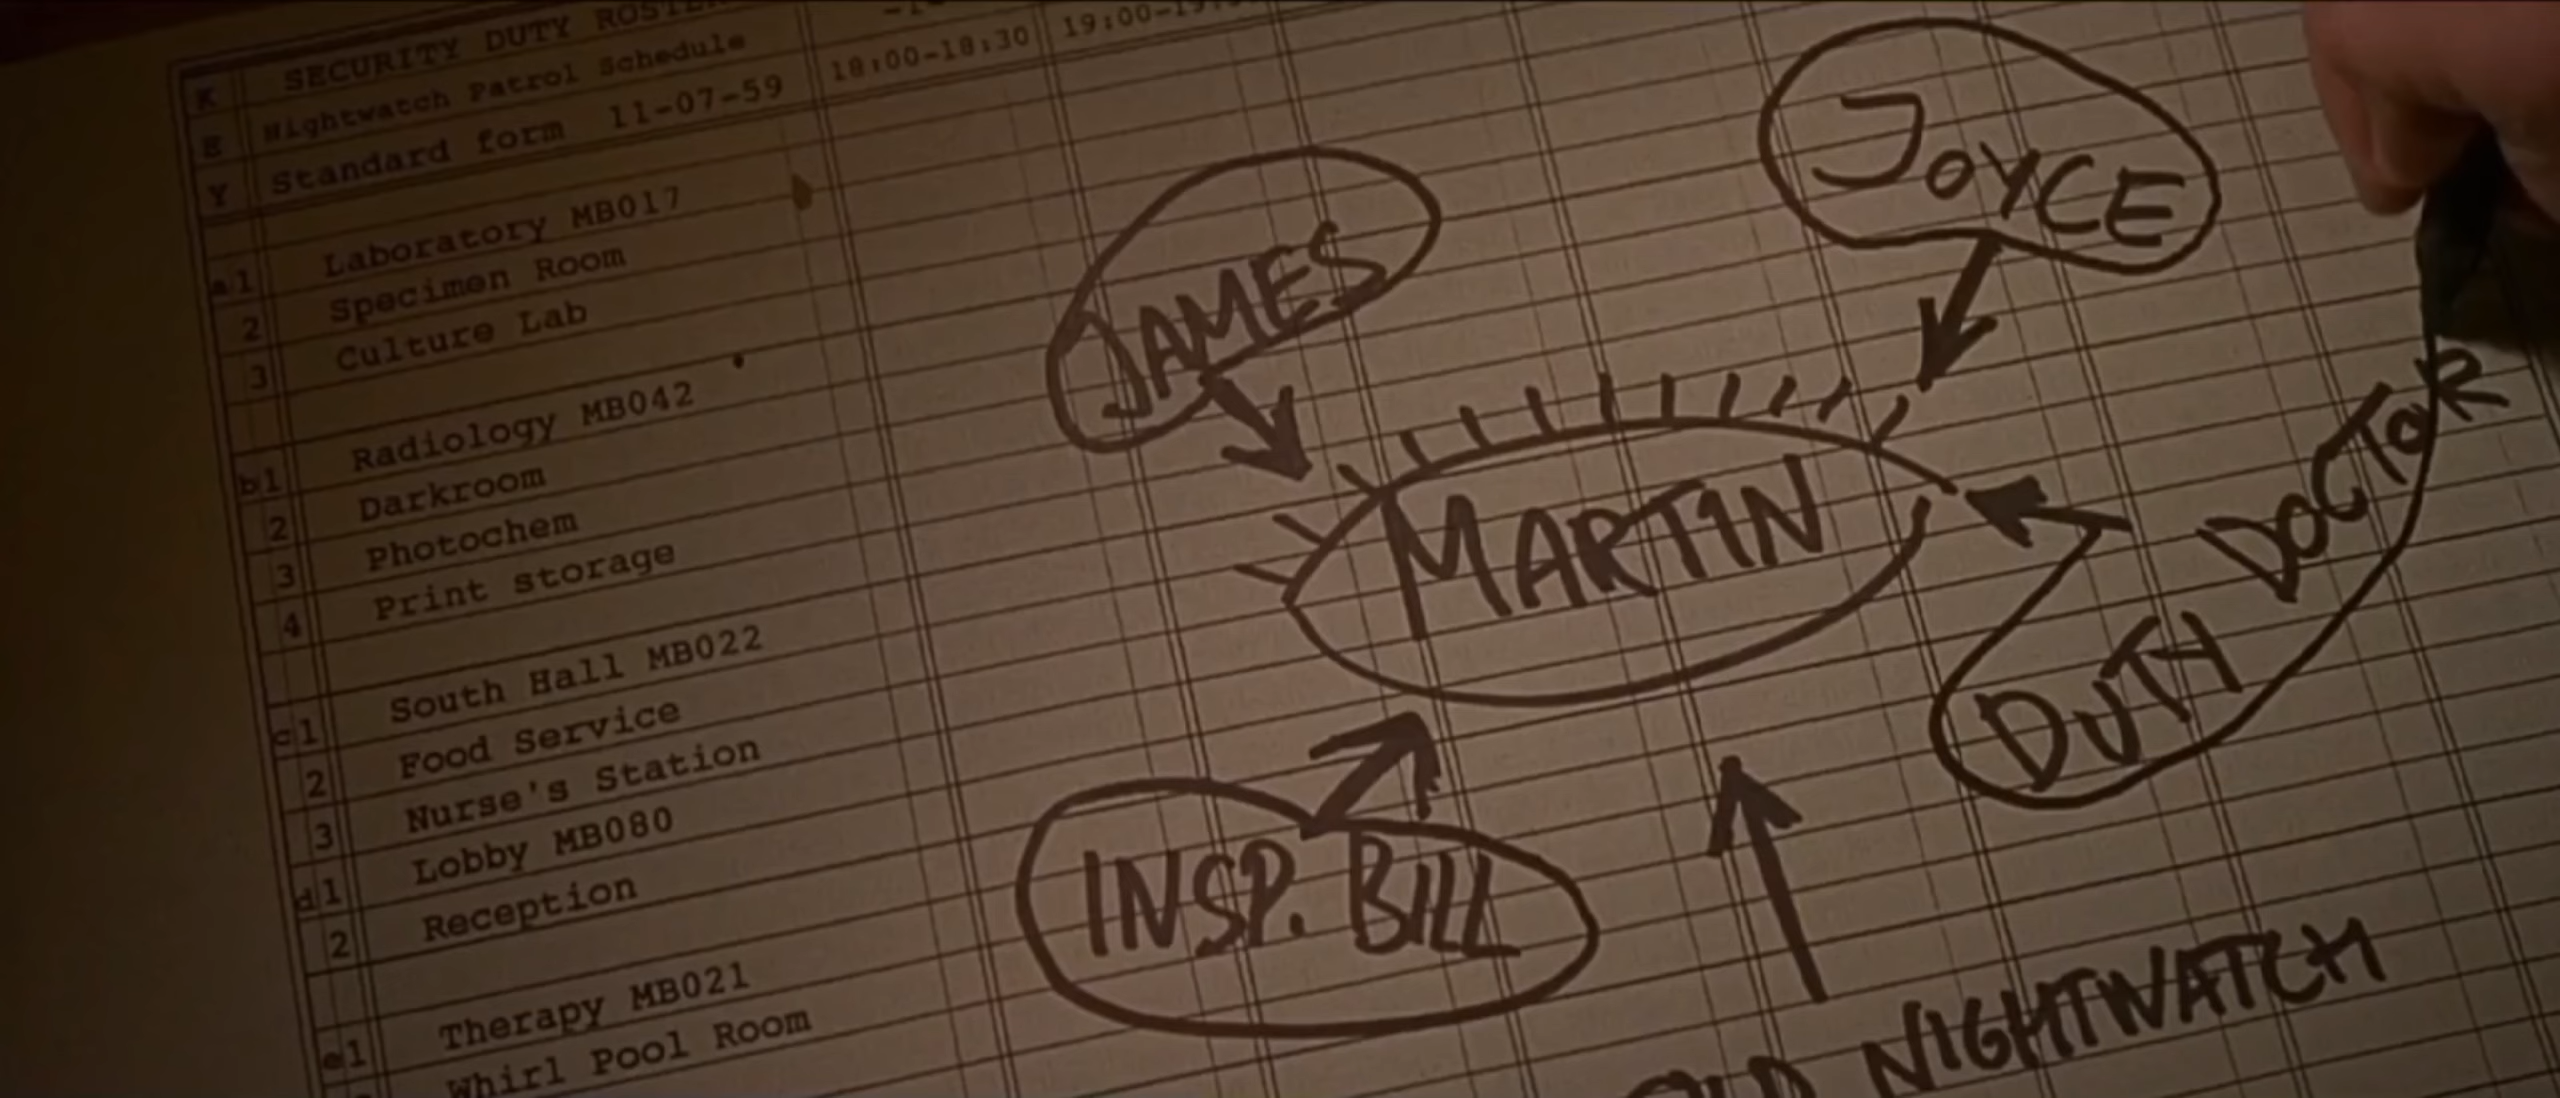 K SECURITY DUTY
E Nightwatch Patrol Schedule
Y Standard form 11-07-59
18:00-18:30
a1 Laboratory MB017
2 Specimen Room
3 Culture Lab
b1 Radiology MB042
2 Darkroom
3 Photochem
4 Print storage
c1 South Hall MB022
2 Food Service
3 Nurse's Station
d1 Lobby MB080
2 Reception
e1 Therapy MB021
Whirl Pool Room
JOYCE
JAMES
MARTIN
DUTY DOCTOR
INSP. BILL
OLD NIGHTWATCH